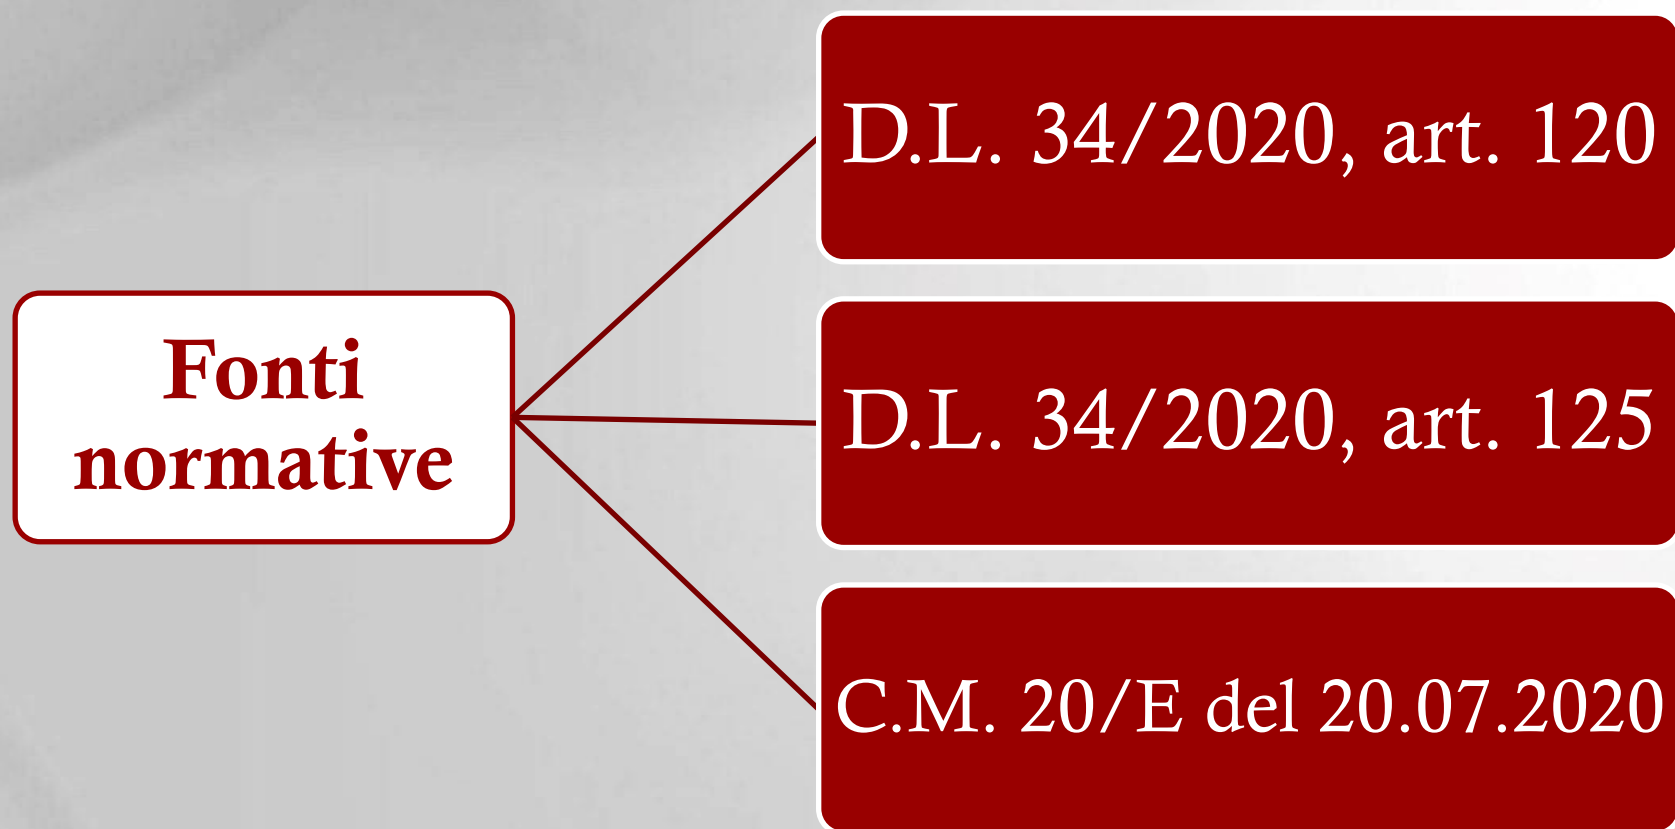 Fonti
normative
D.L. 34/2020, art. 120
D.L. 34/2020, art. 125
C.M. 20/E del 20.07.2020